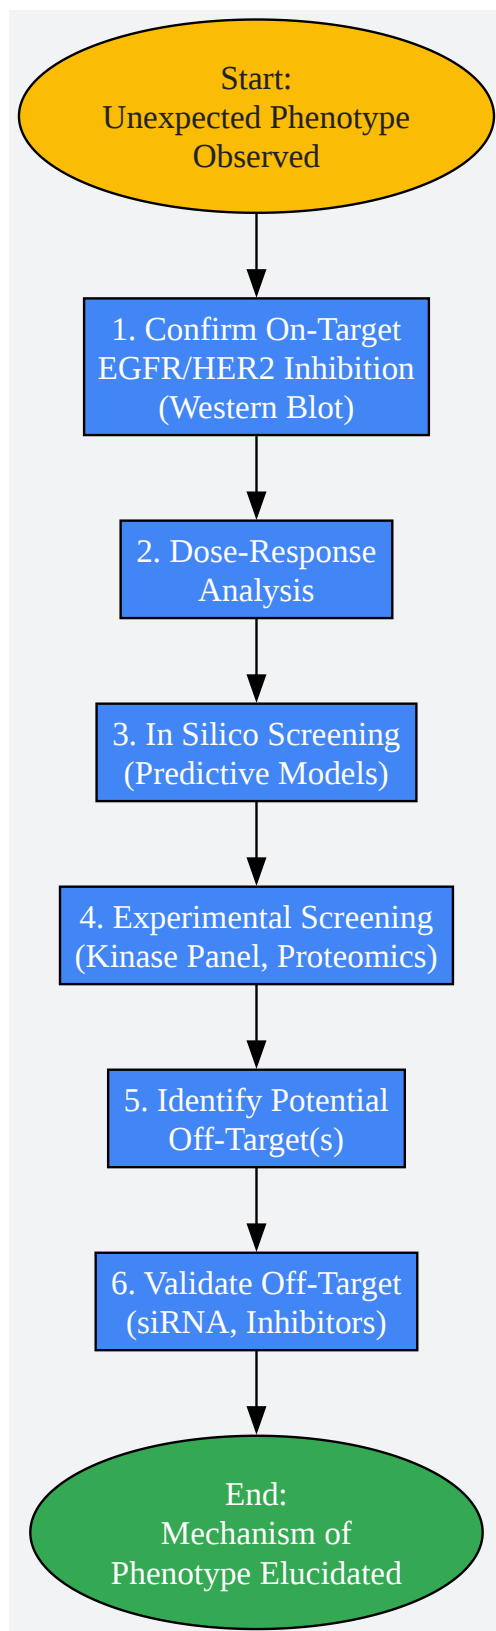 Start:
Unexpected Phenotype
Observed
1. Confirm On-Target
EGFR/HER2 Inhibition
(Western Blot)
2. Dose-Response
Analysis
3. In Silico Screening
(Predictive Models)
4. Experimental Screening
(Kinase Panel, Proteomics)
5. Identify Potential
Off-Target(s)
6. Validate Off-Target
(siRNA, Inhibitors)
End:
Mechanism of
Phenotype Elucidated